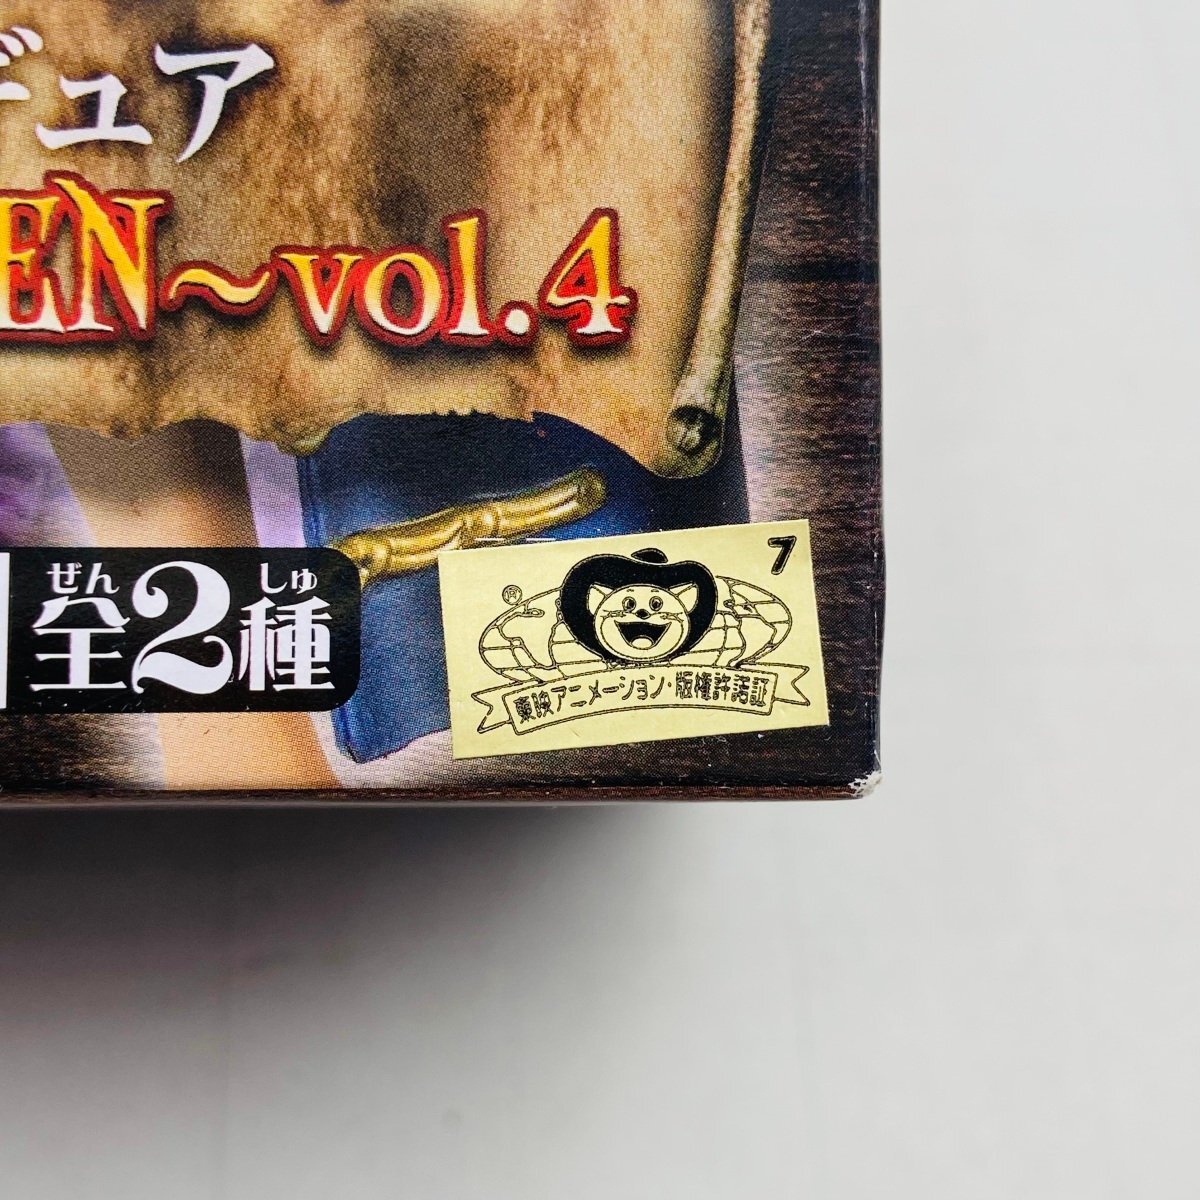 ギュア
EN～vol.4
ぜん しゅ
全2種
7
®
東映アニメーション・版権許諾証